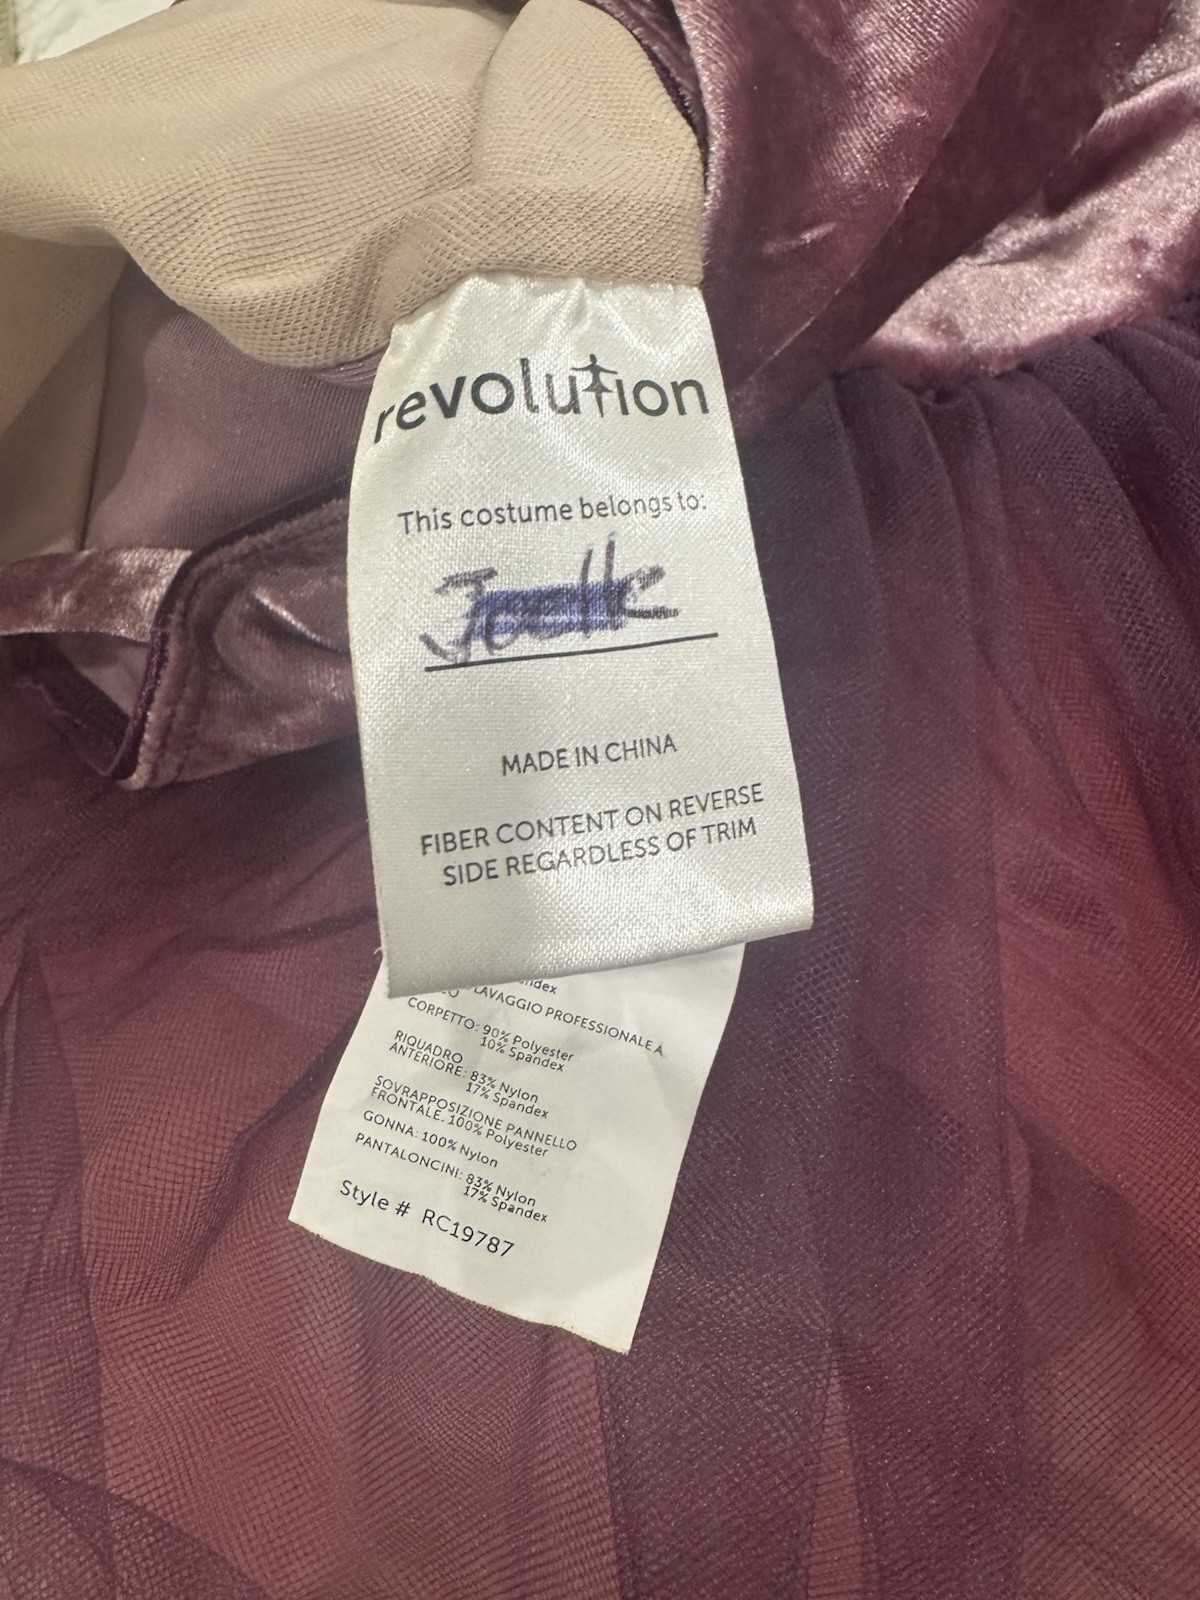 revolution
This costume belongs to:
Joelle
MADE IN CHINA
FIBER CONTENT ON REVERSE
SIDE REGARDLESS OF TRIM
LAVAGGIO PROFESSIONALE A
CORPETTO: 90% Polyester
10% Spandex
RIQUADRO
ANTERIORE: 83% Nylon
17% Spandex
SOVRAPPOSIZIONE PANNELLO
FRONTALE. 100% Polyester
GONNA: 100% Nylon
PANTALONCINI: 83% Nylon
17% Spandex
Style # RC19787